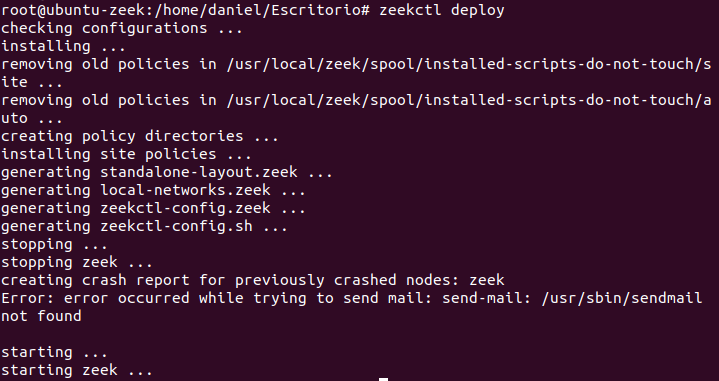 root@ubuntu-zeek:/home/daniel/Escritorio# zeekctl deploy
checking configurations ...
installing ...
removing old policies in /usr/local/zeek/spool/installed-scripts-do-not-touch/s
ite ...
removing old policies in /usr/local/zeek/spool/installed-scripts-do-not-touch/a
uto ...
creating policy directories ...
installing site policies ...
generating standalone-layout.zeek ...
generating local-networks.zeek ...
generating zeekctl-config.zeek ...
generating zeekctl-config.sh ...
stopping ...
stopping zeek ...
creating crash report for previously crashed nodes: zeek
Error: error occurred while trying to send mail: send-mail: /usr/sbin/sendmail
not found
starting ...
starting zeek ...